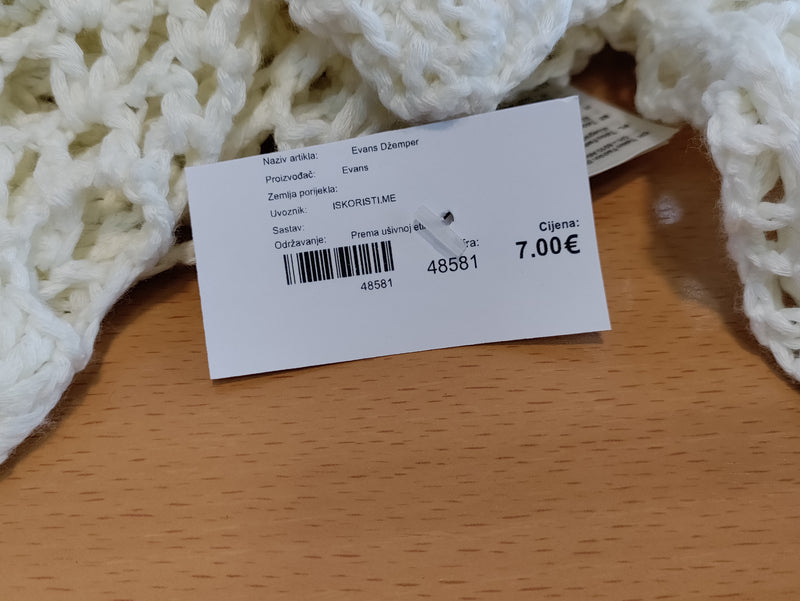 Naziv artikla: Evans Džemper
Proizvođač: Evans
Zemlja porijekla:
Uvoznik: ISKORISTI.ME
Sastav:
Održavanje: Prema ušivnoj
48581
48581
Cijena:
7.00€